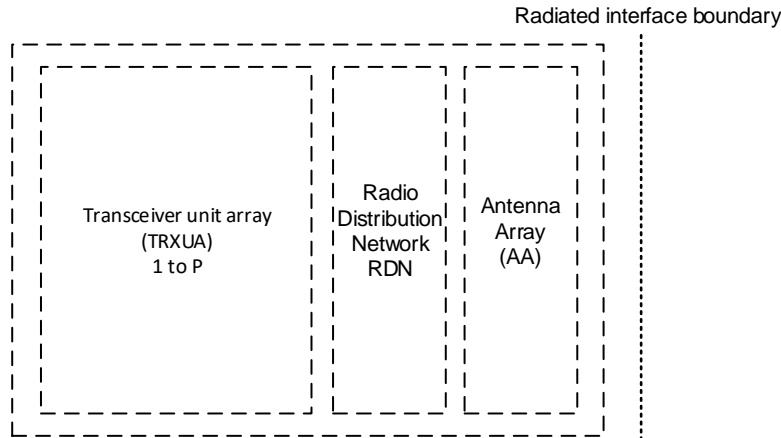 Radiated interface boundary
Transceiver unit array
(TRXUA)
1 to P
Radio
Distribution
Network
RDN
Antenna
Array
(AA)